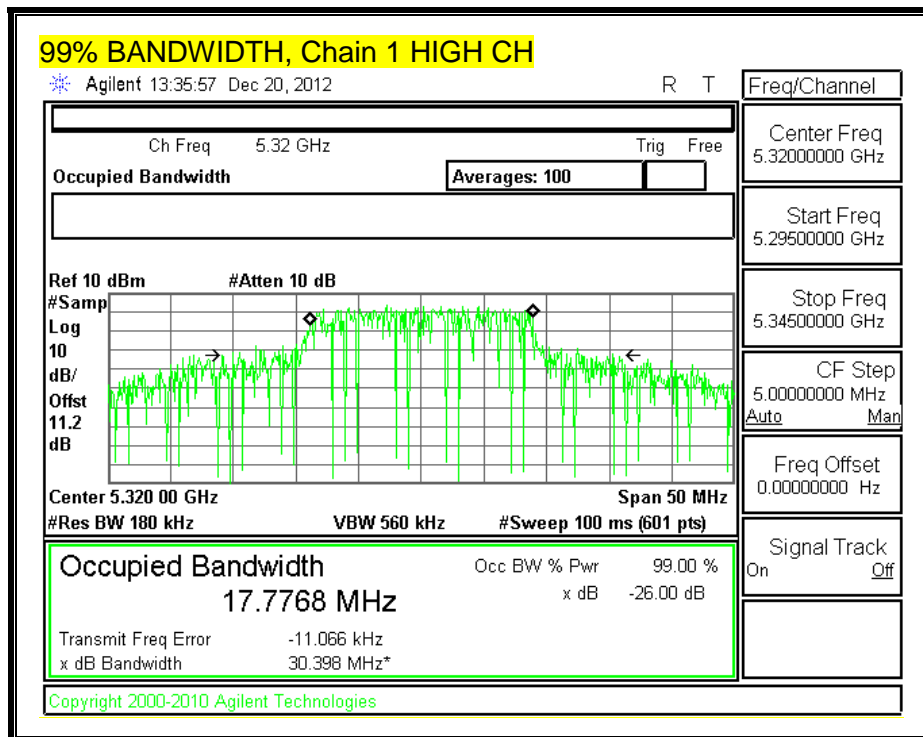 99% BANDWIDTH, Chain 1 HIGH CH
Agilent 13:35:57 Dec 20, 2012 R T
Freq/Channel
Ch Freq 5.32 GHz Trig Free
Occupied Bandwidth Averages: 100
Center Freq
5.32000000 GHz
Start Freq
5.29500000 GHz
Stop Freq
5.34500000 GHz
CF Step
5.00000000 MHz
Auto Man
Freq Offset
0.00000000 Hz
Signal Track
On Off
Ref 10 dBm #Atten 10 dB
#Samp
Log
10
dB/
Offst
11.2
dB
Center 5.320 00 GHz Span 50 MHz
#Res BW 180 kHz VBW 560 kHz #Sweep 100 ms (601 pts)
Occupied Bandwidth
17.7768 MHz
Occ BW % Pwr 99.00 %
x dB -26.00 dB
Transmit Freq Error -11.066 kHz
x dB Bandwidth 30.398 MHz*
Copyright 2000-2010 Agilent Technologies